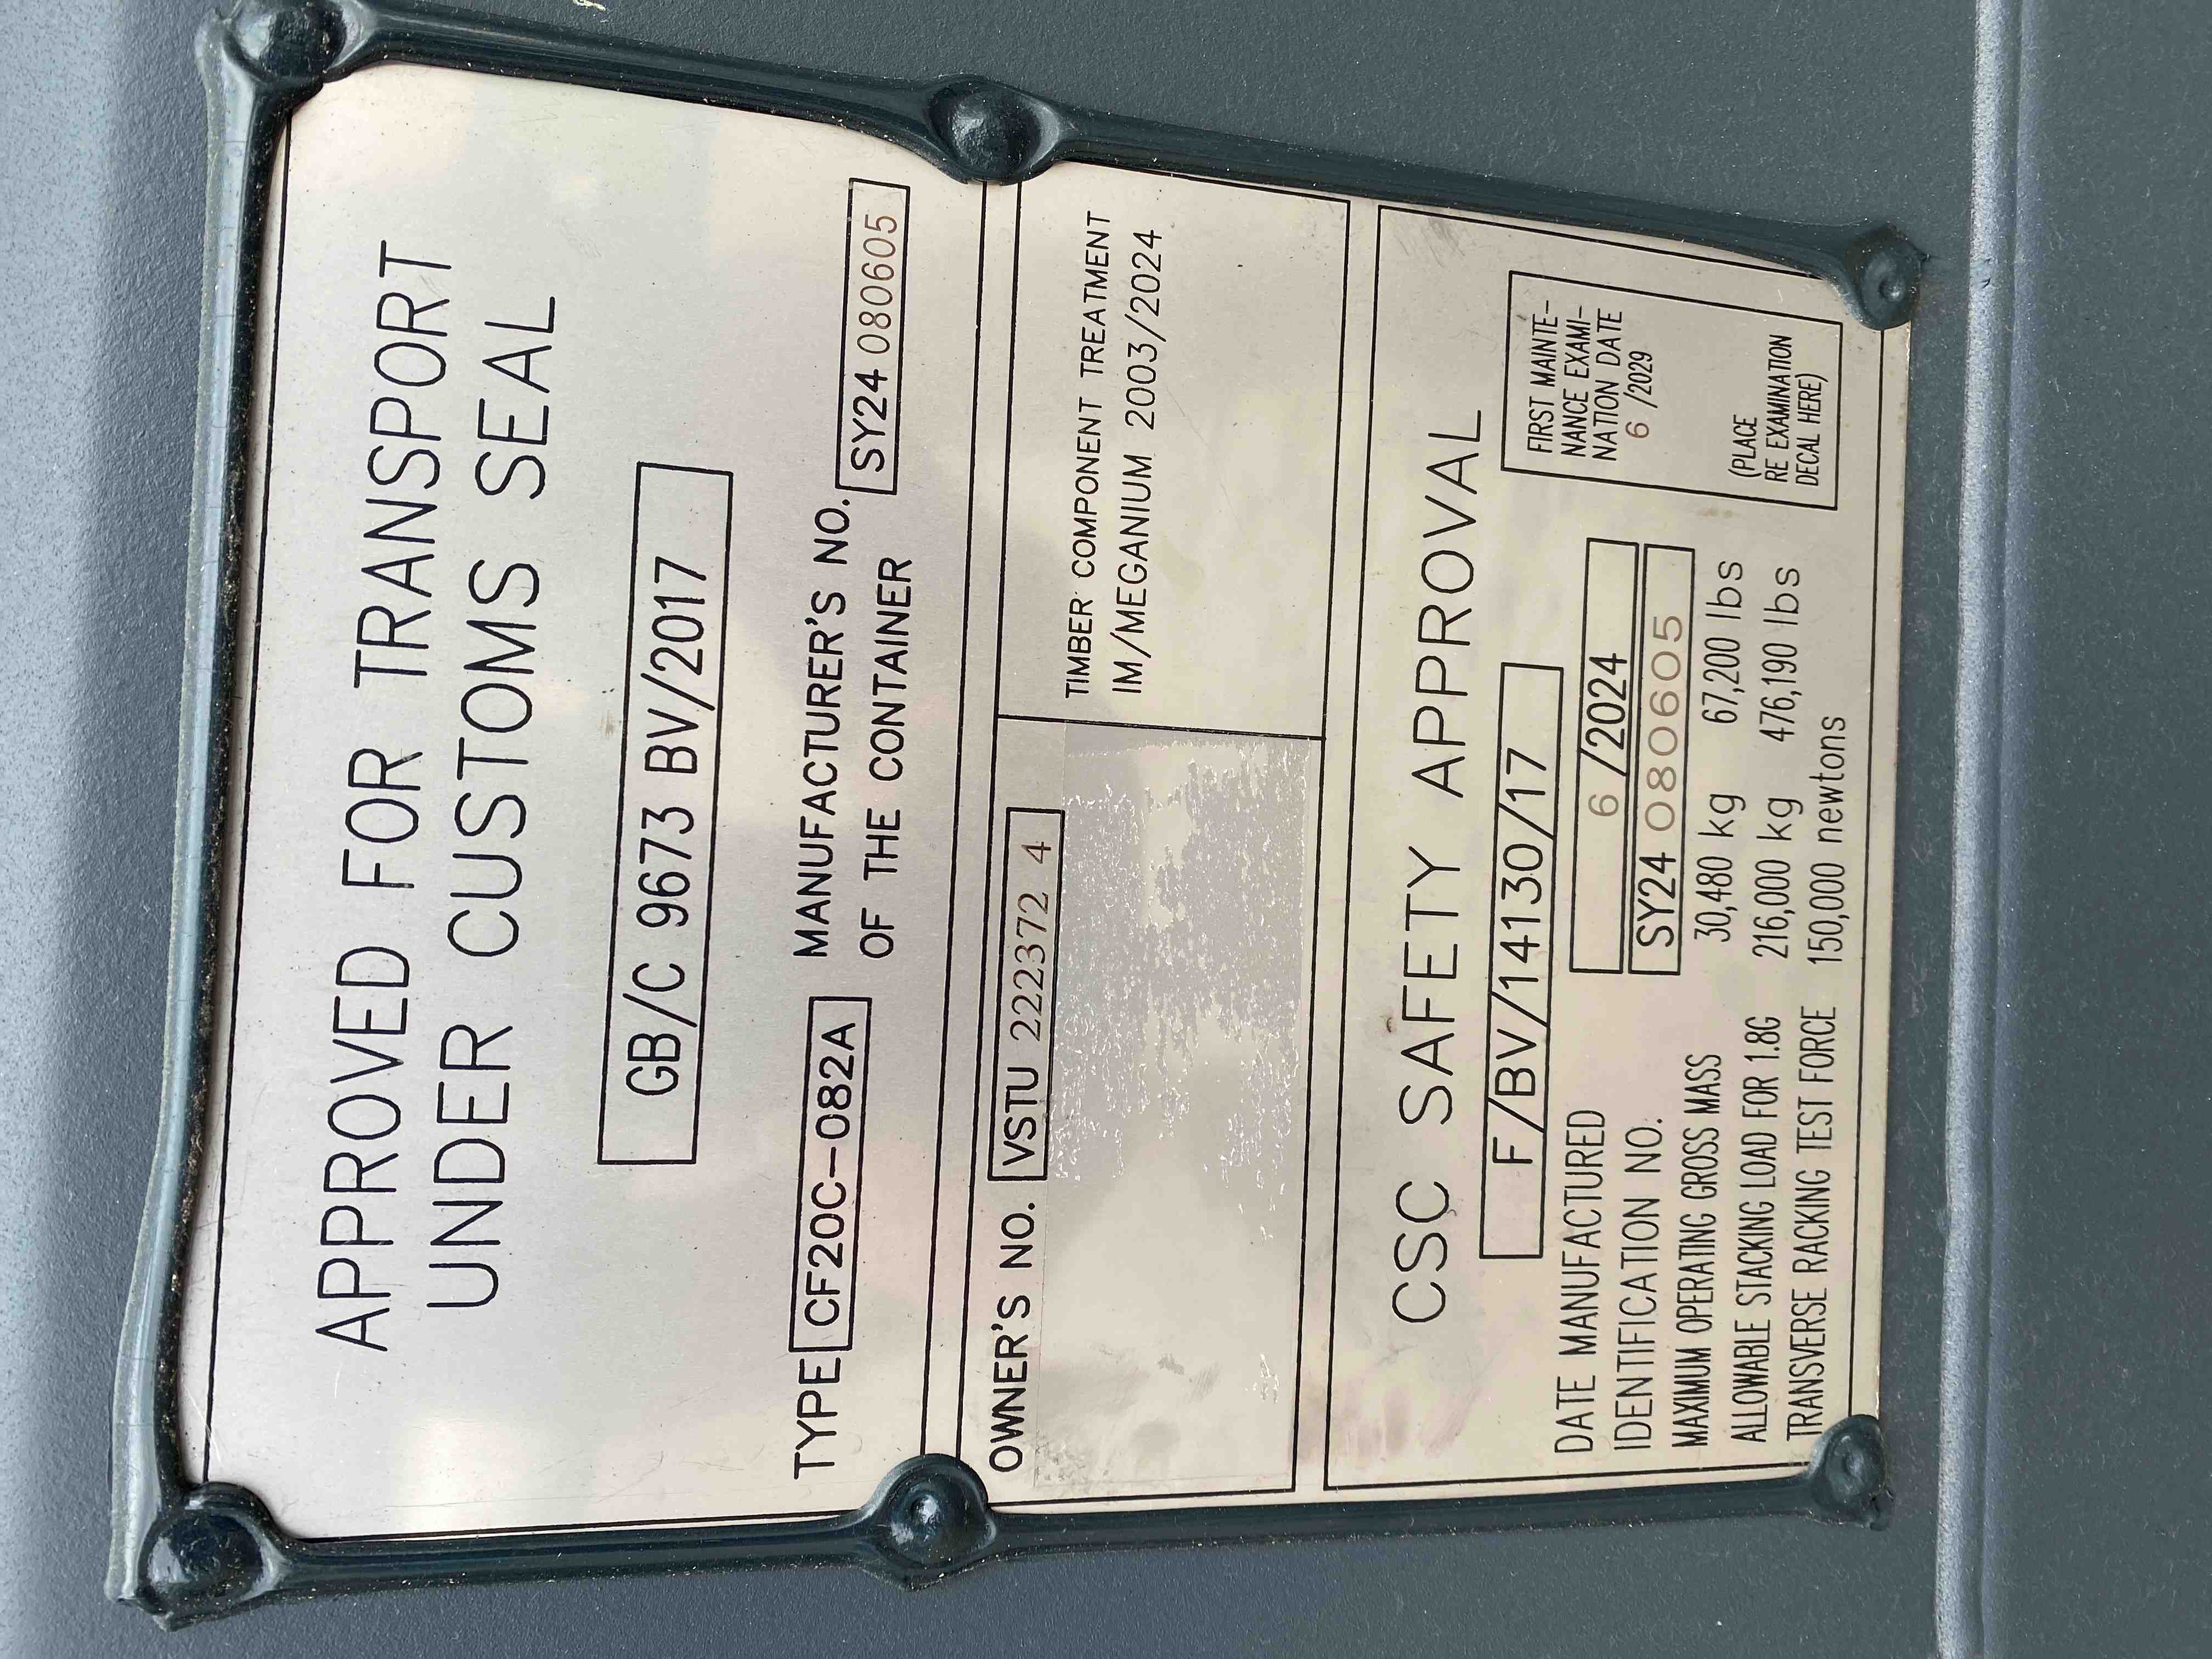 APPROVED FOR TRANSPORT
UNDER CUSTOMS SEAL
GB/C 9673 BV/2017
TYPE CF20C-082A MANUFACTURER'S NO. SY24 080605
OF THE CONTAINER
OWNER'S NO. VSTU 222372 4
TIMBER COMPONENT TREATMENT
IM/MEGANIUM 2003/2024
CSC SAFETY APPROVAL
F/BV/14130/17
DATE MANUFACTURED 6 /2024
IDENTIFICATION NO. SY24 080605
MAXIMUM OPERATING GROSS MASS 30,480 kg 67,200 lbs
ALLOWABLE STACKING LOAD FOR 1.8G 216,000 kg 476,190 lbs
TRANSVERSE RACKING TEST FORCE 150,000 newtons
FIRST MAINTE-
NANCE EXAMI-
NATION DATE
6 /2029
(PLACE
RE EXAMINATION
DECAL HERE)